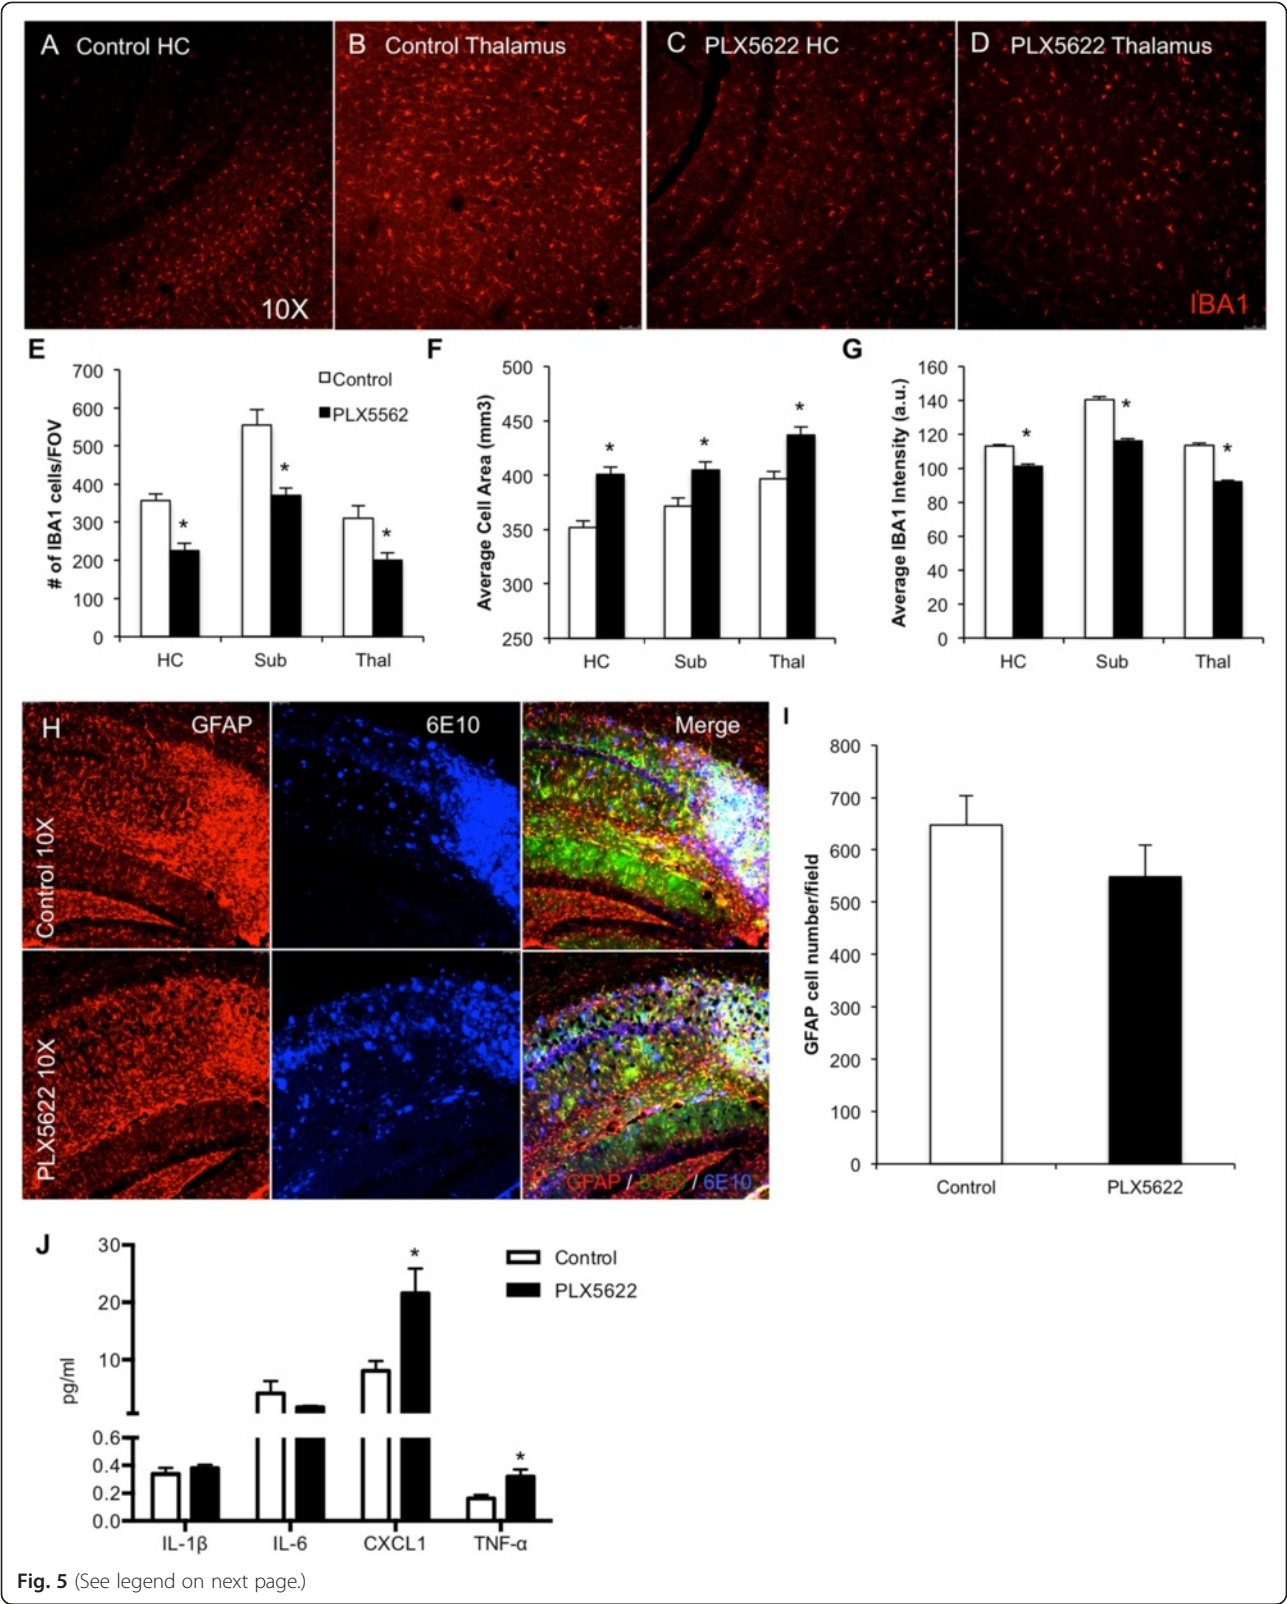 A Control HC
B Control Thalamus
C PLX5622 HC
D PLX5622 Thalamus
10X
IBA1
E
700
600
500
400
300
200
100
0
# of IBA1 cells/FOV
Control
PLX5562
*
*
*
HC Sub Thal
F
500
450
400
350
300
250
Average Cell Area (mm3)
*
*
*
HC Sub Thal
G
160
140
120
100
80
60
40
20
0
Average IBA1 Intensity (a.u.)
*
*
*
HC Sub Thal
H
GFAP
6E10
Merge
Control 10X
PLX5622 10X
GFAP / S100 / 6E10
I
800
700
600
500
400
300
200
100
0
GFAP cell number/field
Control PLX5622
J
30
20
10
0.6
0.4
0.2
0.0
pg/ml
Control
PLX5622
*
*
IL-1β IL-6 CXCL1 TNF-α
Fig. 5 (See legend on next page.)